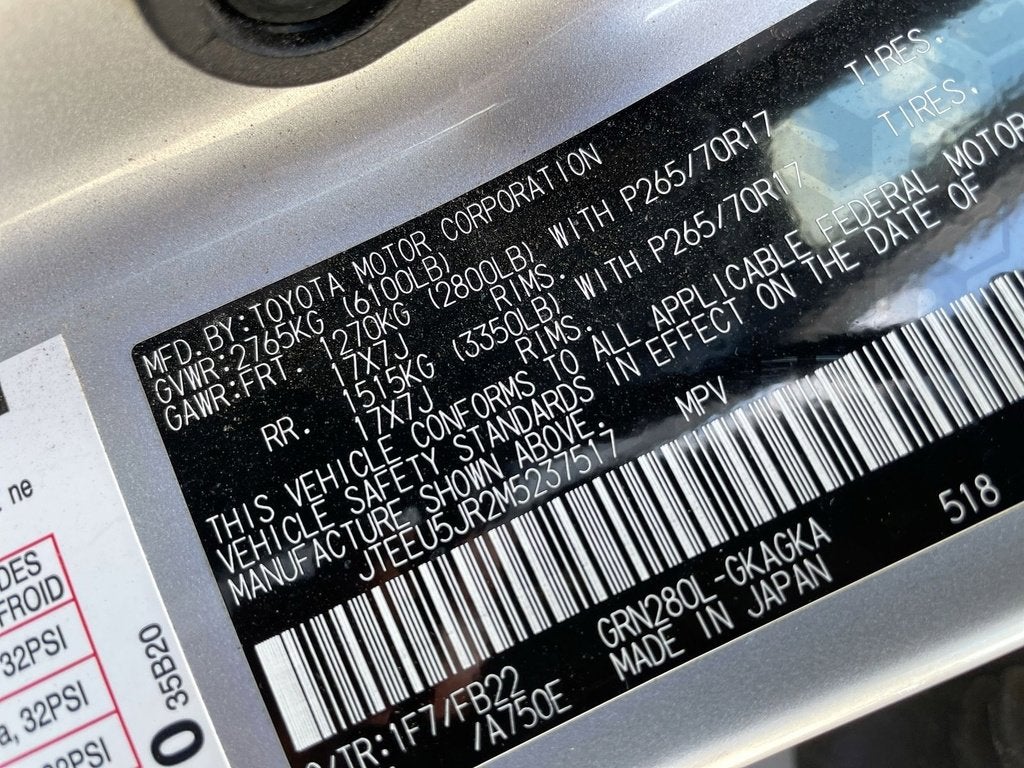 MFD.BY:TOYOTA MOTOR CORPORATION
GVWR:2765KG (6100LB)
GAWR:FRT. 1270KG (2800LB) WITH P265/70R17 TIRES.
17X7J RIMS.
RR. 1515KG (3350LB) WITH P265/70R17 TIRES.
17X7J RIMS.
THIS VEHICLE CONFORMS TO ALL APPLICABLE FEDERAL MOTOR
VEHICLE SAFETY STANDARDS IN EFFECT ON THE DATE OF
MANUFACTURE SHOWN ABOVE.
JTEEU5JR2M5237517 MPV
518
GRN280L-GKAGKA
/TR:1F7/FB22 MADE IN JAPAN
/A750E
ne
DES
FROID
32PSI
a, 32PSI
35B20
0